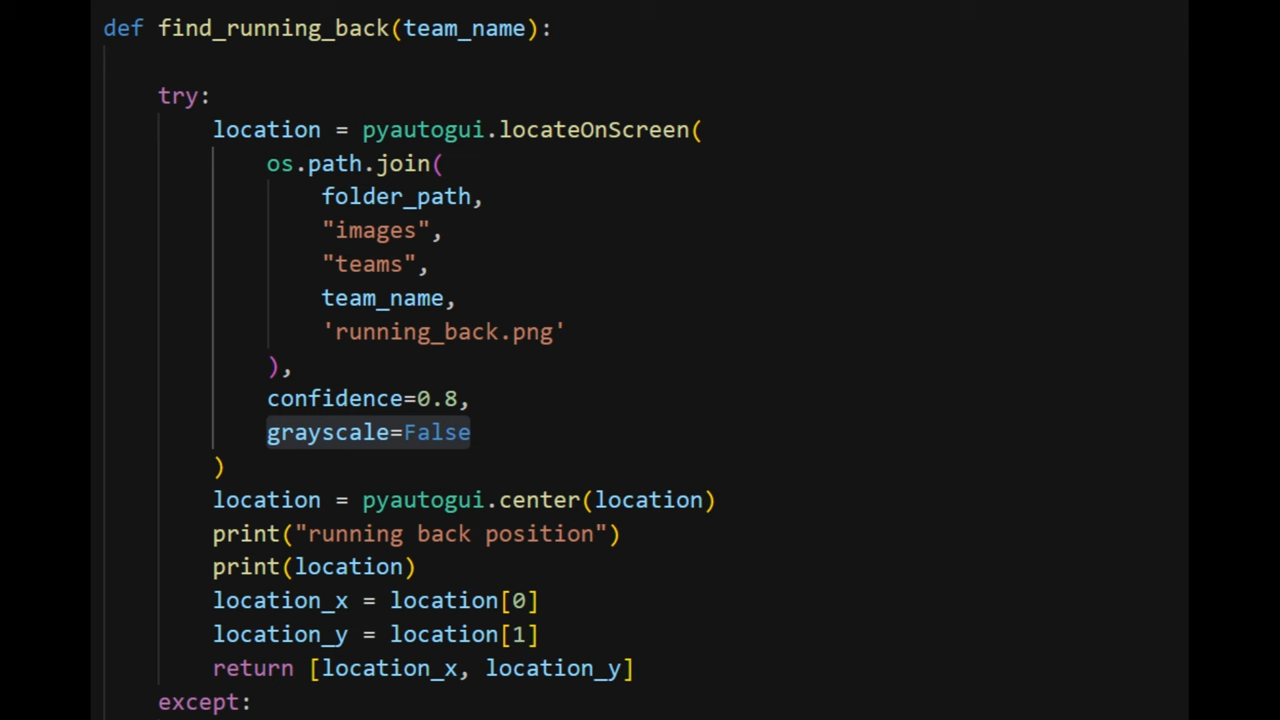 def find_running_back(team_name):
try:
location = pyautogui.locateOnScreen(
os.path.join(
folder_path,
"images",
"teams",
team_name,
'running_back.png'
),
confidence=0.8,
grayscale=False
)
location = pyautogui.center(location)
print("running back position")
print(location)
location_x = location[0]
location_y = location[1]
return [location_x, location_y]
except: